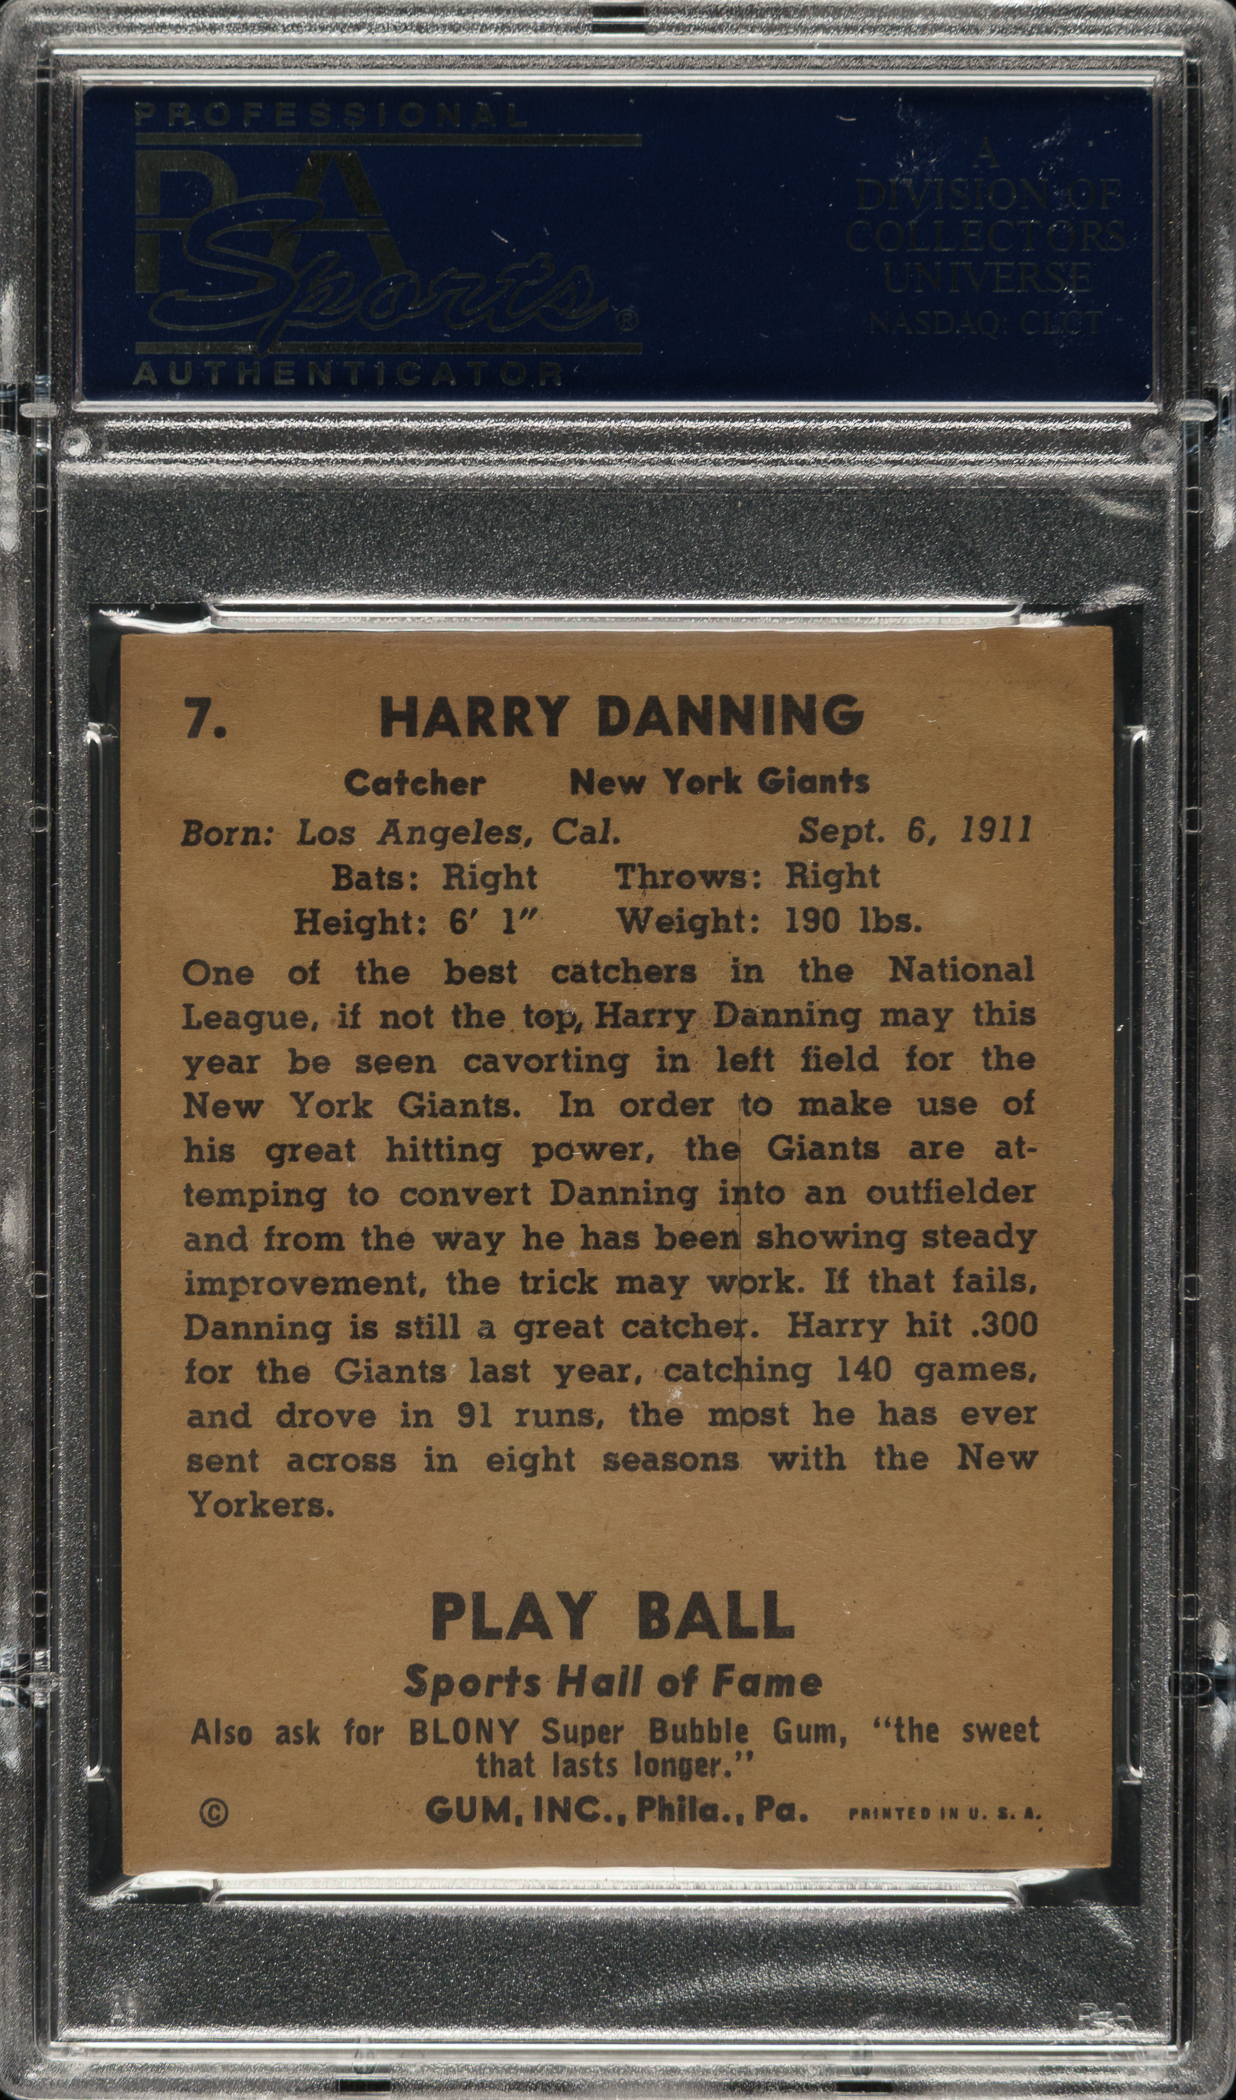 PROFESSIONAL
PSA
Sports®
AUTHENTICATOR
A
DIVISION OF
COLLECTORS
UNIVERSE
NASDAQ: CLCT
7. HARRY DANNING
Catcher New York Giants
Born: Los Angeles, Cal. Sept. 6, 1911
Bats: Right Throws: Right
Height: 6' 1" Weight: 190 lbs.
One of the best catchers in the National
League, if not the top, Harry Danning may this
year be seen cavorting in left field for the
New York Giants. In order to make use of
his great hitting power, the Giants are at-
temping to convert Danning into an outfielder
and from the way he has been showing steady
improvement, the trick may work. If that fails,
Danning is still a great catcher. Harry hit .300
for the Giants last year, catching 140 games,
and drove in 91 runs, the most he has ever
sent across in eight seasons with the New
Yorkers.
PLAY BALL
Sports Hall of Fame
Also ask for BLONY Super Bubble Gum, "the sweet
that lasts longer."
© GUM, INC., Phila., Pa. PRINTED IN U. S. A.
PSA